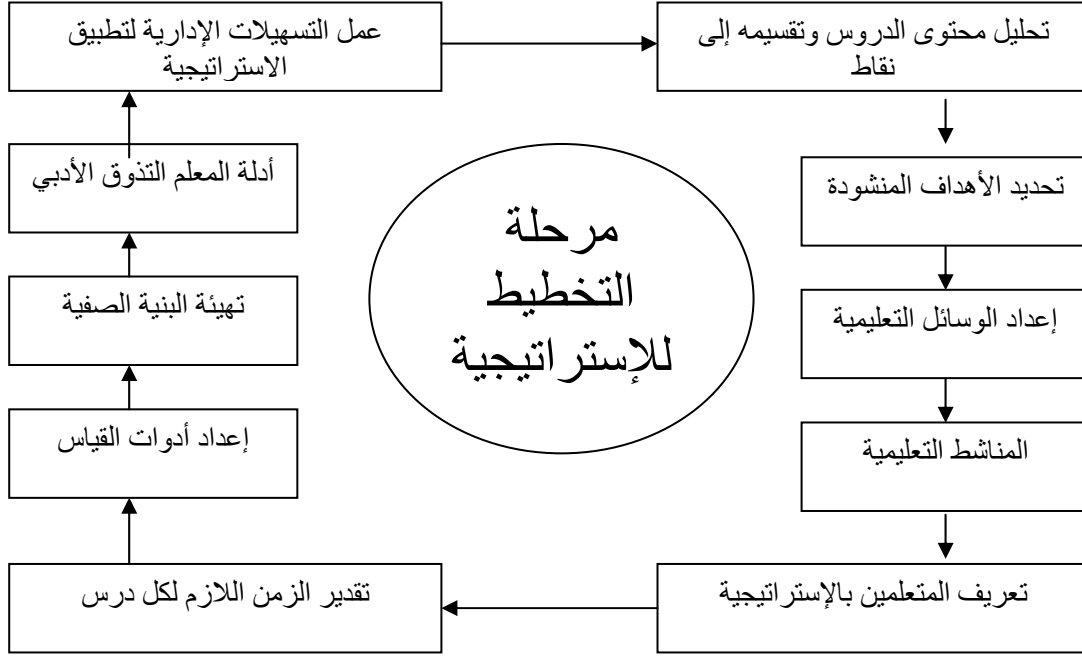 عمل التسهيلات الإدارية لتطبيق
الاستراتيجية
تحليل محتوى الدروس وتقسيمه إلى
نقاط
تحديد الأهداف المنشودة
إعداد الوسائل التعليمية
المناشط التعليمية
تعريف المتعلمين بالإستراتيجية
تقدير الزمن اللازم لكل درس
إعداد أدوات القياس
تهيئة البنية الصفية
أدلة المعلم التذوق الأدبي
مرحلة
التخطيط
للإستراتيجية